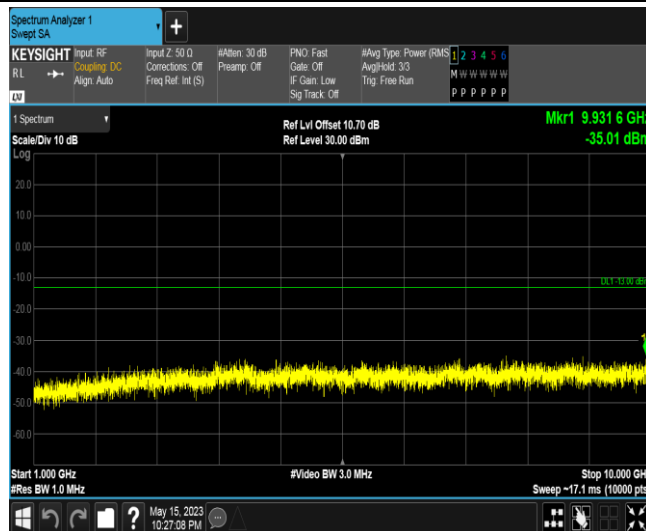 Spectrum Analyzer 1
Swept SA
KEYSIGHT
RL
Input: RF
Coupling: DC
Align: Auto
Input Z: 50 Ω
Corrections: Off
Freq Ref: Int (S)
#Atten: 30 dB
Preamp: Off
PNO: Fast
Gate: Off
IF Gain: Low
Sig Track: Off
#Avg Type: Power (RMS
Avg|Hold: 3/3
Trig: Free Run
1 2 3 4 5 6
M W W W W W
P P P P P P
1 Spectrum
Scale/Div 10 dB
Log
Ref Lvl Offset 10.70 dB
Ref Level 30.00 dBm
Mkr1 9.931 6 GHz
-35.01 dBm
20.0
10.0
0.00
-10.0
DL1 -13.00 dBm
-20.0
-30.0
-40.0
-50.0
-60.0
Start 1.000 GHz
#Res BW 1.0 MHz
#Video BW 3.0 MHz
Stop 10.000 GHz
Sweep ~17.1 ms (10000 pts
May 15, 2023
10:27:08 PM